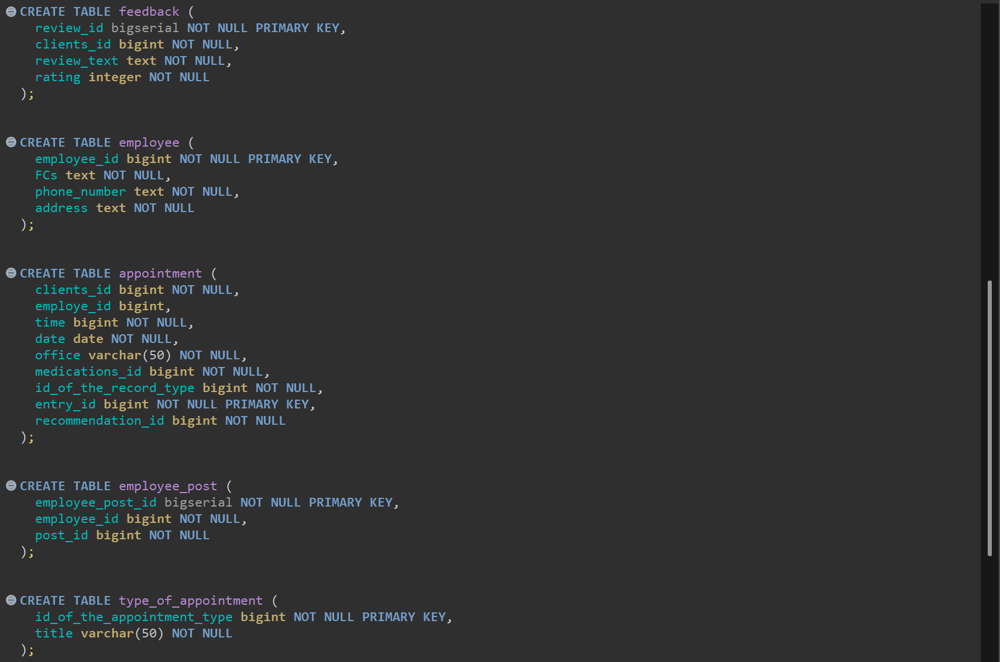 CREATE TABLE feedback (
review_id bigserial NOT NULL PRIMARY KEY,
clients_id bigint NOT NULL,
review_text text NOT NULL,
rating integer NOT NULL
);
CREATE TABLE employee (
employee_id bigint NOT NULL PRIMARY KEY,
FCs text NOT NULL,
phone_number text NOT NULL,
address text NOT NULL
);
CREATE TABLE appointment (
clients_id bigint NOT NULL,
employe_id bigint,
time bigint NOT NULL,
date date NOT NULL,
office varchar(50) NOT NULL,
medications_id bigint NOT NULL,
id_of_the_record_type bigint NOT NULL,
entry_id bigint NOT NULL PRIMARY KEY,
recommendation_id bigint NOT NULL
);
CREATE TABLE employee_post (
employee_post_id bigserial NOT NULL PRIMARY KEY,
employee_id bigint NOT NULL,
post_id bigint NOT NULL
);
CREATE TABLE type_of_appointment (
id_of_the_appointment_type bigint NOT NULL PRIMARY KEY,
title varchar(50) NOT NULL
);